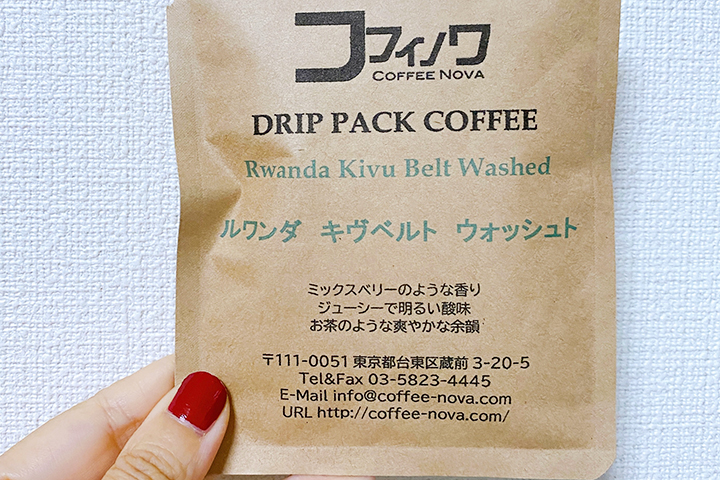 コフィノワ
COFFEE NOVA
DRIP PACK COFFEE
Rwanda Kivu Belt Washed
ルワンダ　キヴベルト　ウォッシュト
ミックスベリーのような香り
ジューシーで明るい酸味
お茶のような爽やかな余韻
〒111-0051 東京都台東区蔵前 3-20-5
Tel&Fax 03-5823-4445
E-Mail info@coffee-nova.com
URL http://coffee-nova.com/